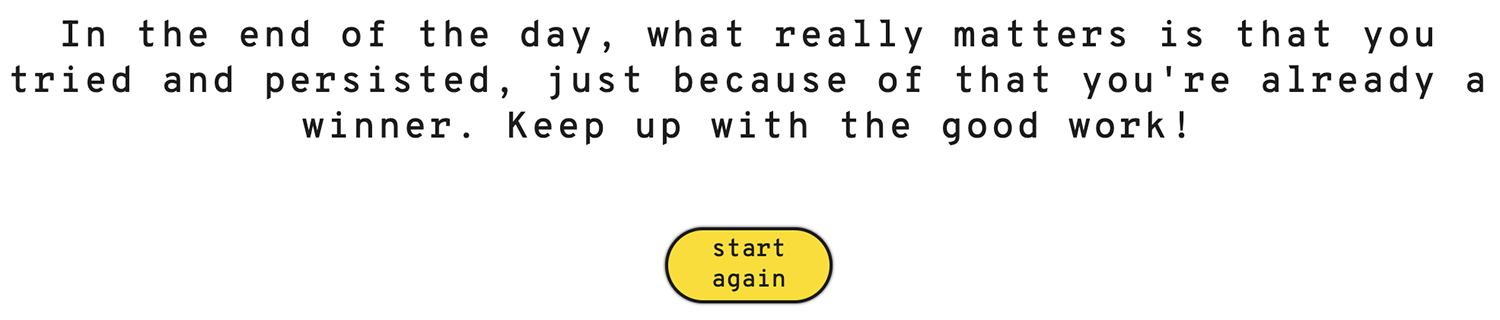 In the end of the day, what really matters is that you
tried and persisted, just because of that you're already a
winner. Keep up with the good work!
start
again